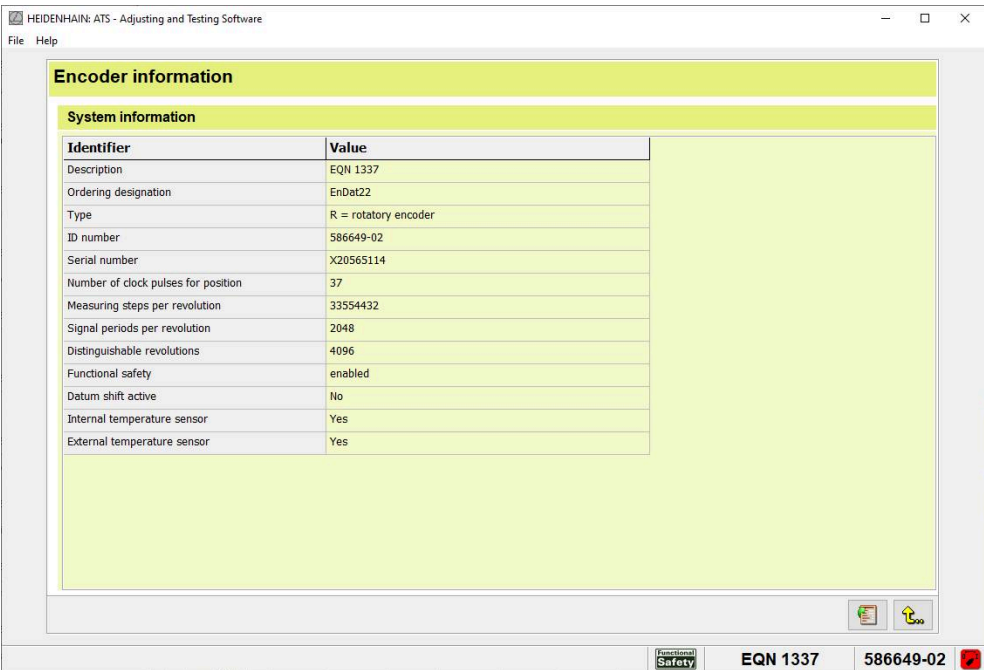 HEIDENHAIN: ATS - Adjusting and Testing Software
File Help
Encoder information
System information
Identifier Value
Description EQN 1337
Ordering designation EnDat22
Type R = rotatory encoder
ID number 586649-02
Serial number X20565114
Number of clock pulses for position 37
Measuring steps per revolution 33554432
Signal periods per revolution 2048
Distinguishable revolutions 4096
Functional safety enabled
Datum shift active No
Internal temperature sensor Yes
External temperature sensor Yes
Functional
Safety EQN 1337 586649-02